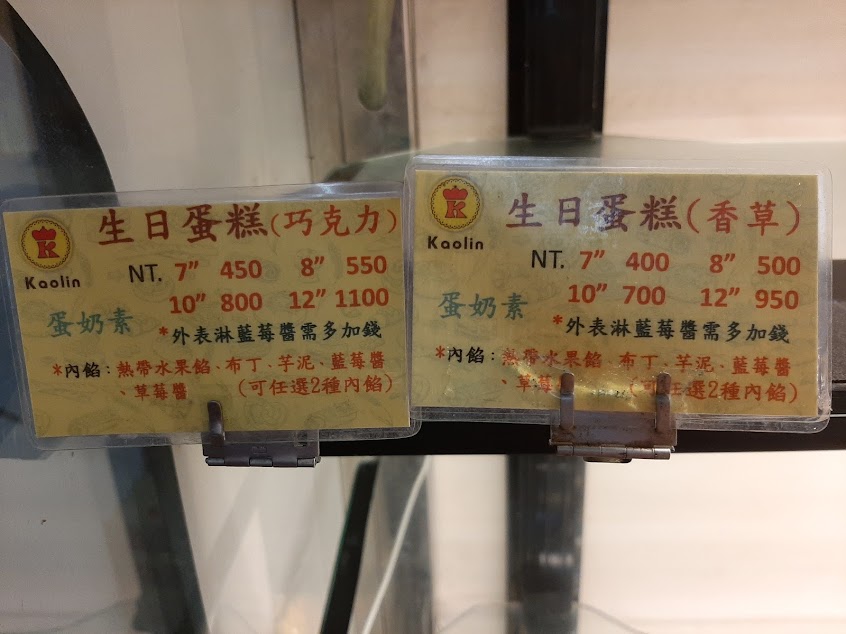 生日蛋糕(巧克力)
K
Kaolin
NT. 7" 450 8" 550
10" 800 12" 1100
蛋奶素
*外表淋藍莓醬需多加錢
*內餡:熱帶水果餡、布丁、芋泥、藍莓醬
、草莓醬 (可任選2種內餡)
生日蛋糕(香草)
K
Kaolin
NT. 7" 400 8" 500
10" 700 12" 950
蛋奶素
*外表淋藍莓醬需多加錢
*內餡:熱帶水果餡、布丁、芋泥、藍莓醬
、草莓 (可任選2種內餡)